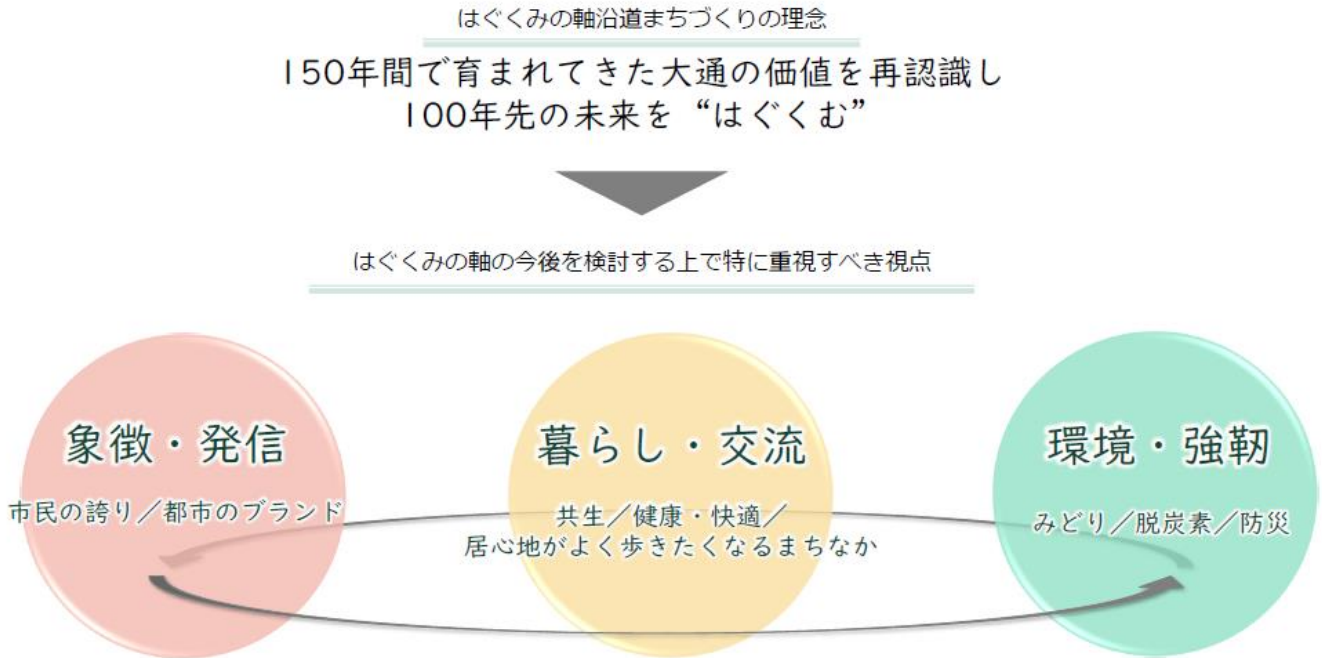 はぐくみの軸沿道まちづくりの理念
150年間で育まれてきた大通の価値を再認識し
100年先の未来を “はぐくむ”
はぐくみの軸の今後を検討する上で特に重視すべき視点
象徴・発信
市民の誇り／都市のブランド
暮らし・交流
共生／健康・快適／
居心地がよく歩きたくなるまちなか
環境・強靭
みどり／脱炭素／防災